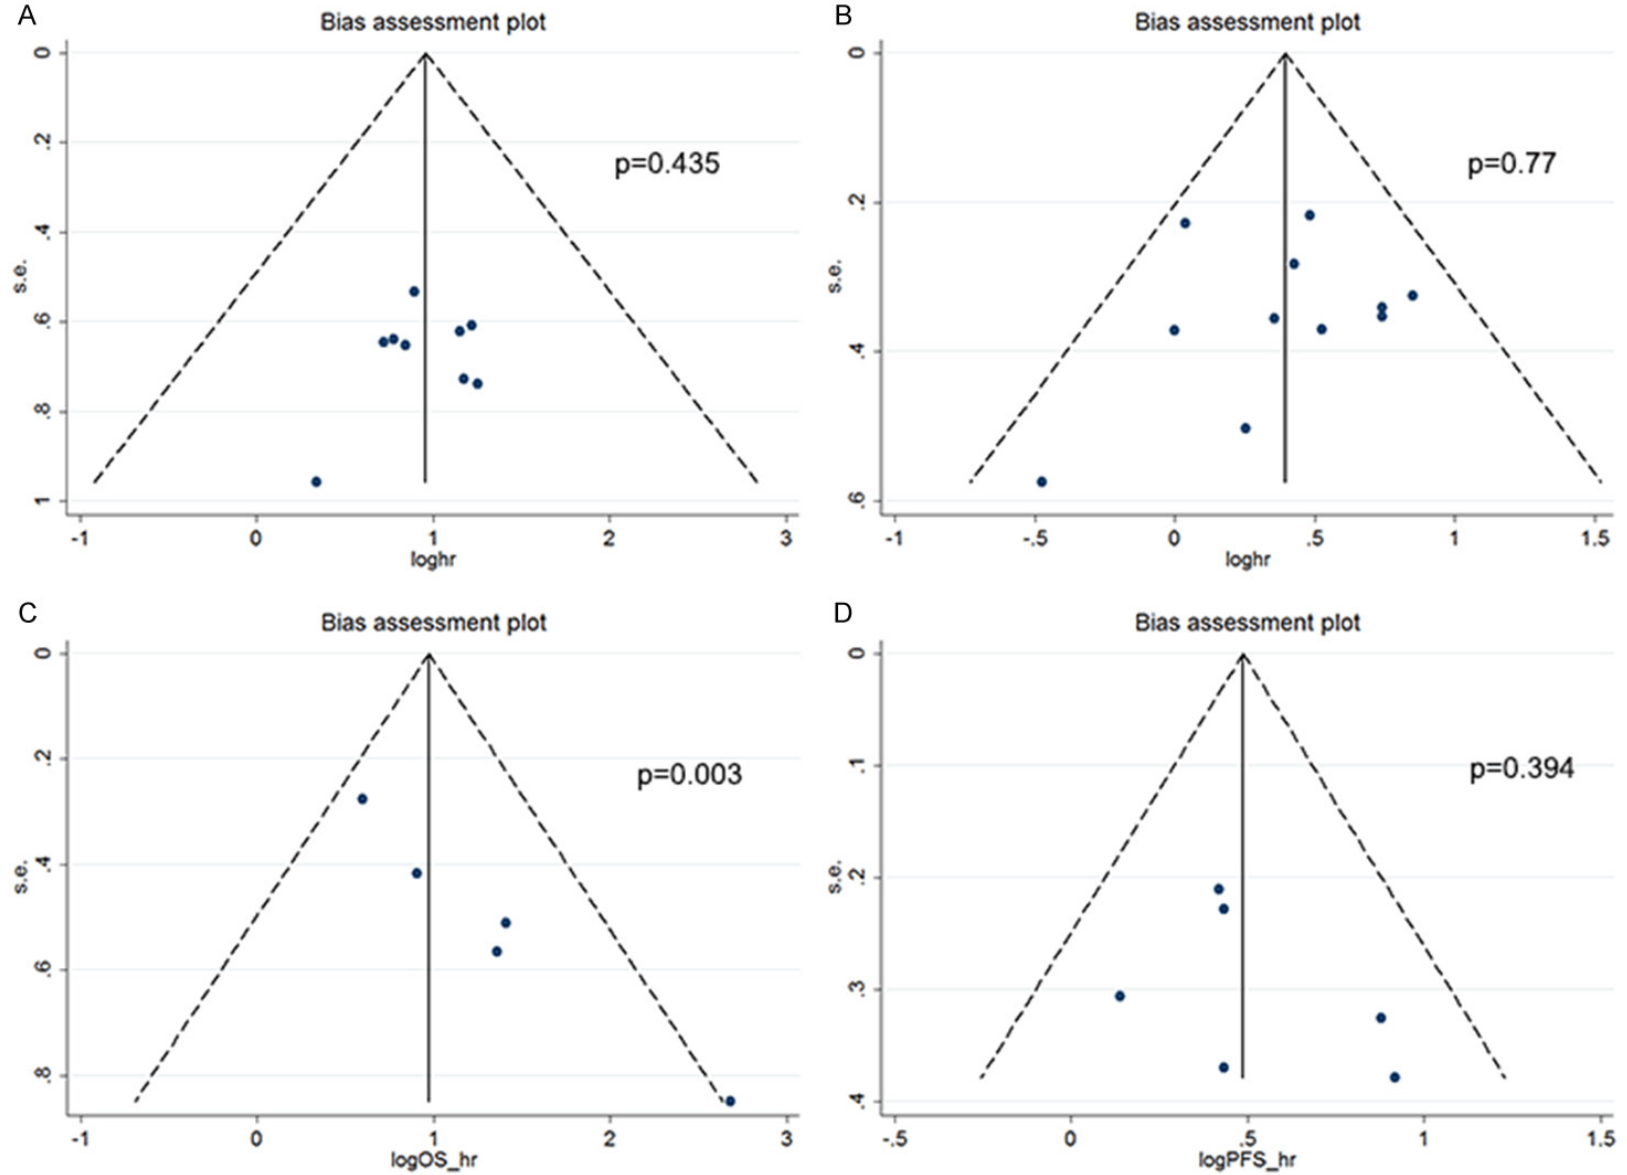 A
Bias assessment plot
0
.2
.4
.6
.8
1
s.e.
p=0.435
-1 0 1 2 3
loghr
B
Bias assessment plot
0
.2
.4
.6
s.e.
p=0.77
-1 -.5 0 .5 1 1.5
loghr
C
Bias assessment plot
0
.2
.4
.6
.8
s.e.
p=0.003
-1 0 1 2 3
logOS_hr
D
Bias assessment plot
0
.1
.2
.3
.4
s.e.
p=0.394
-.5 0 .5 1 1.5
logPFS_hr